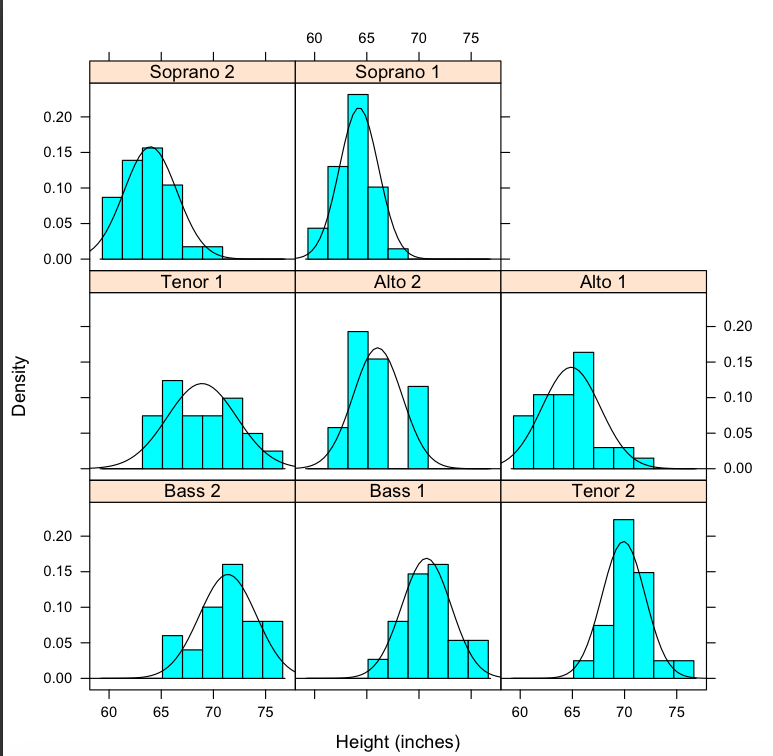 60 65 70 75
Soprano 2 Soprano 1
0.20
0.15
0.10
0.05
0.00
Tenor 1 Alto 2 Alto 1
0.20
0.15
0.10
0.05
0.00
Density
Bass 2 Bass 1 Tenor 2
0.20
0.15
0.10
0.05
0.00
60 65 70 75 60 65 70 75
Height (inches)